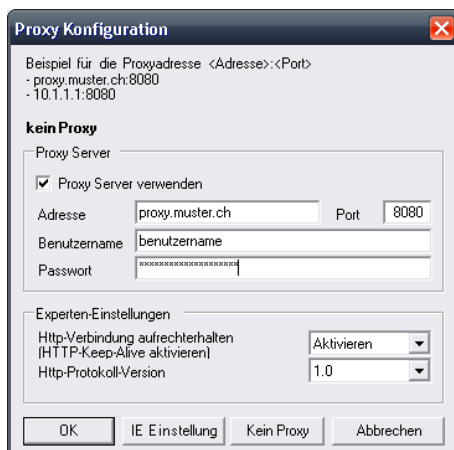 Proxy Konfiguration
Beispiel für die Proxyadresse <Adresse>:<Port>
- proxy.muster.ch:8080
- 10.1.1.1:8080
kein Proxy
Proxy Server
Proxy Server verwenden
Adresse proxy.muster.ch Port 8080
Benutzername benutzername
Passwort ********************
Experten-Einstellungen
Http-Verbindung aufrechterhalten
(HTTP-Keep-Alive aktivieren) Aktivieren
Http-Protokoll-Version 1.0
OK IE Einstellung Kein Proxy Abbrechen